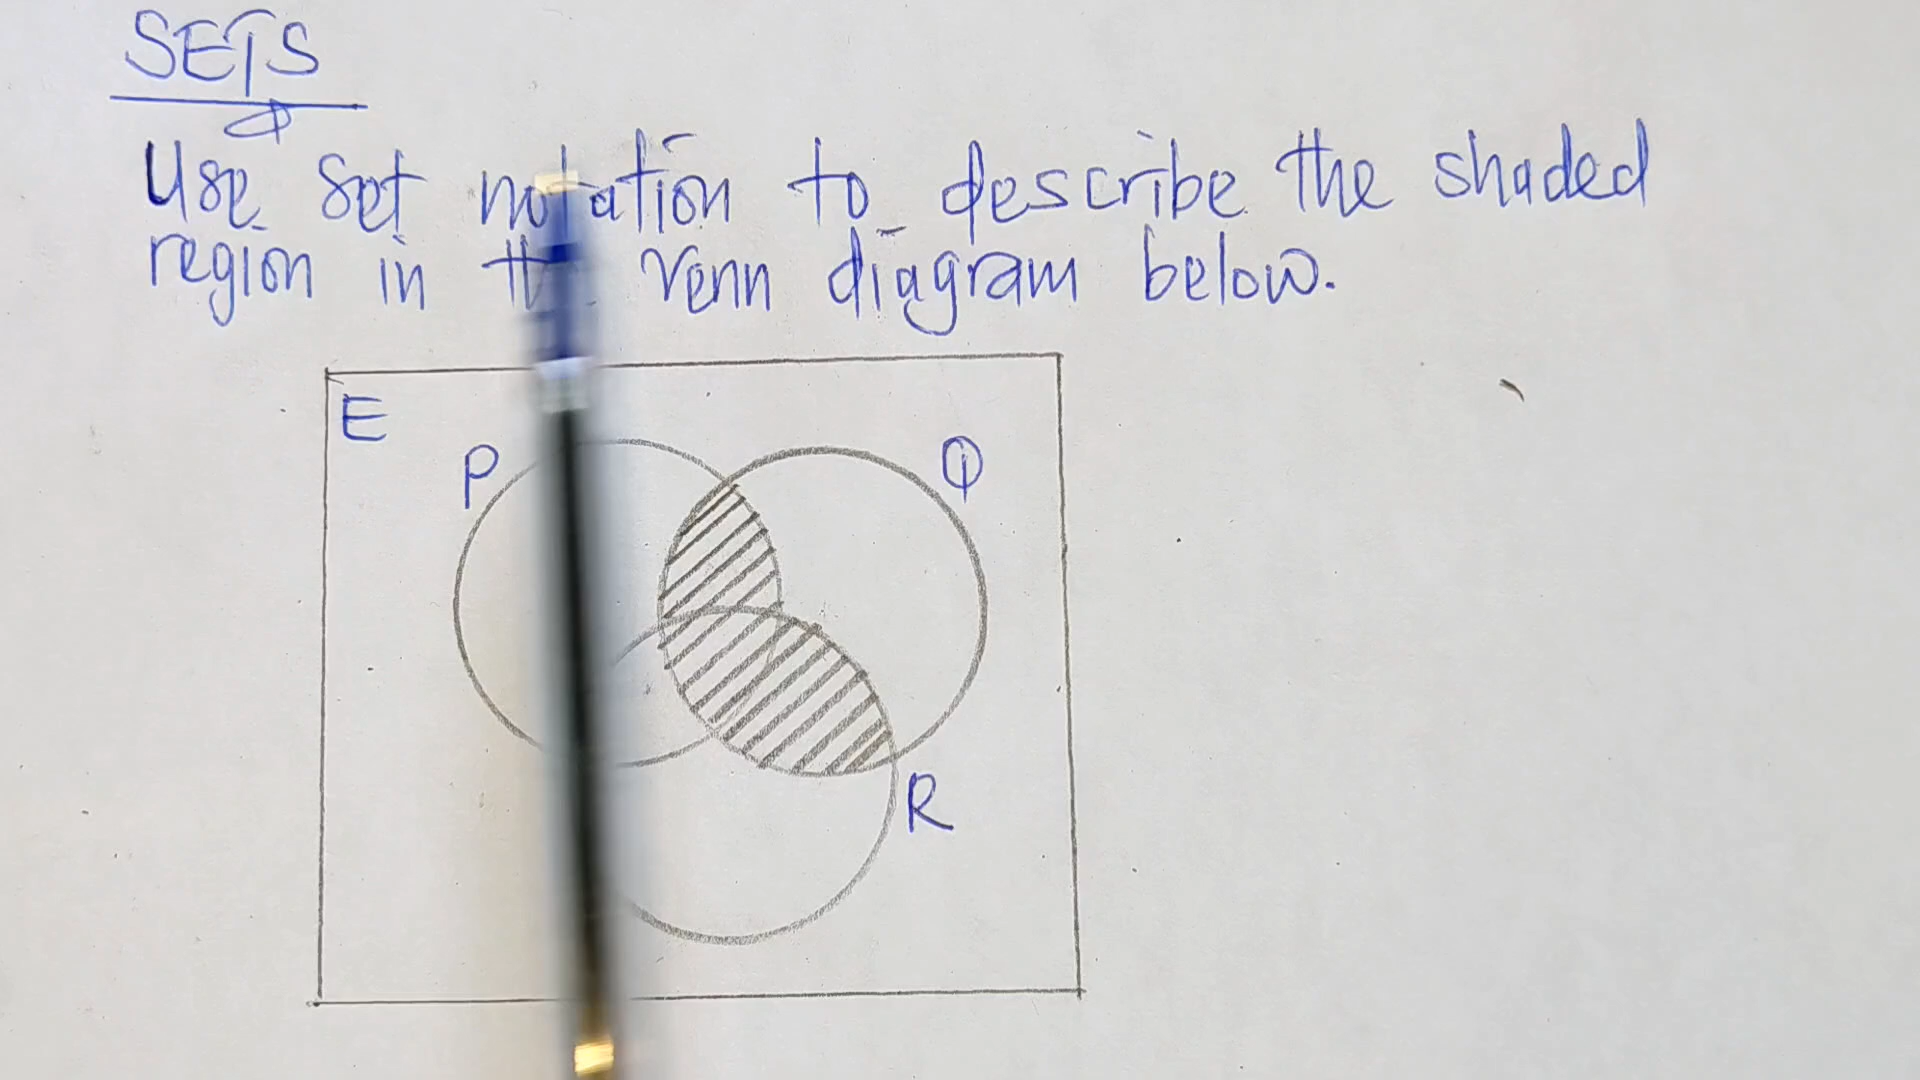 SETS
Use set notation to describe the shaded
region in the Venn diagram below.
E
P
Q
R